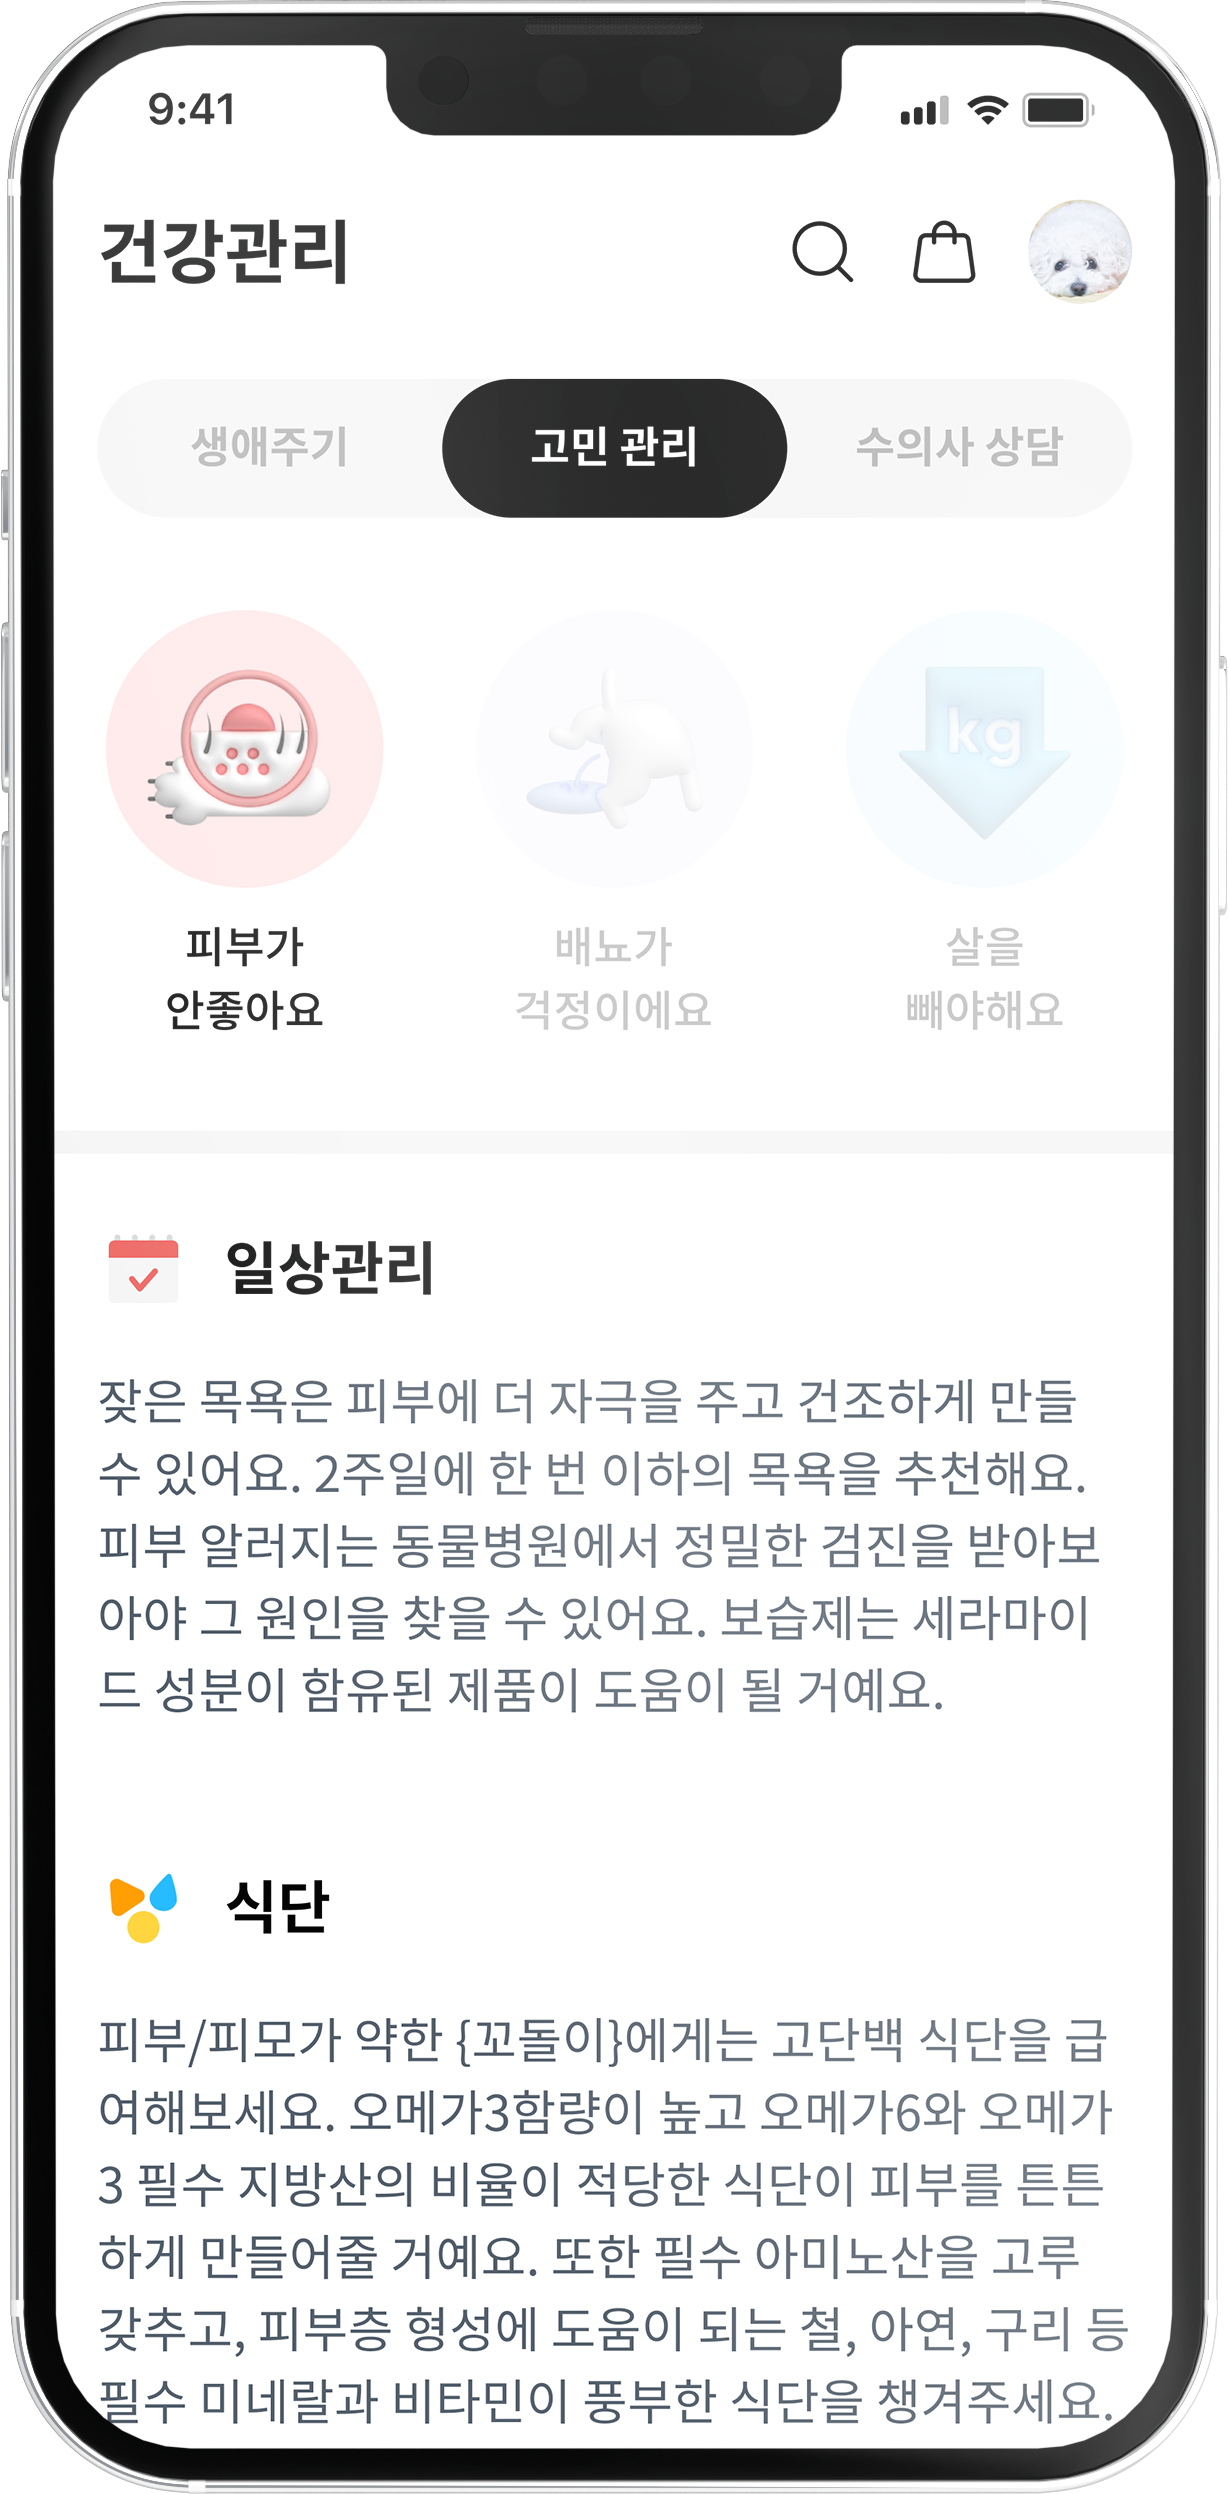 9:41
건강관리
생애주기 고민 관리 수의사 상담
kg
피부가 배뇨가 살을
안좋아요 걱정이에요 빼야해요
일상관리
잦은 목욕은 피부에 더 자극을 주고 건조하게 만들
수 있어요. 2주일에 한 번 이하의 목욕을 추천해요.
피부 알러지는 동물병원에서 정밀한 검진을 받아보
아야 그 원인을 찾을 수 있어요. 보습제는 세라마이
드 성분이 함유된 제품이 도움이 될 거예요.
식단
피부/피모가 약한 {꼬돌이}에게는 고단백 식단을 급
여해보세요. 오메가3함량이 높고 오메가6와 오메가
3 필수 지방산의 비율이 적당한 식단이 피부를 튼튼
하게 만들어줄 거예요. 또한 필수 아미노산을 고루
갖추고, 피부층 형성에 도움이 되는 철, 아연, 구리 등
필수 미네랄과 비타민이 풍부한 식단을 챙겨주세요.